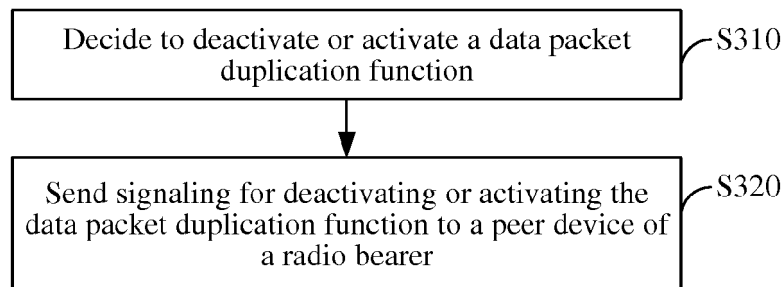 Decide to deactivate or activate a data packet
duplication function
S310
Send signaling for deactivating or activating the
data packet duplication function to a peer device of
a radio bearer
S320